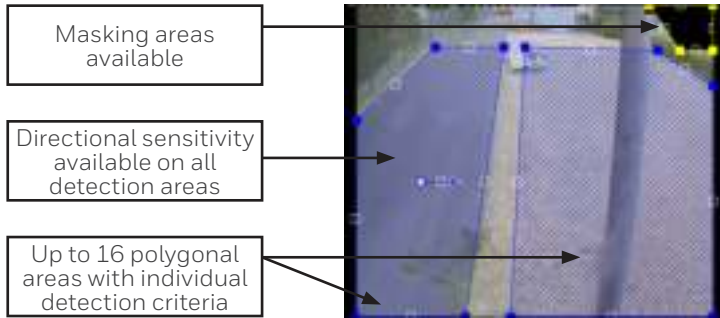 Masking areas
available
Directional sensitivity
available on all
detection areas
Up to 16 polygonal
areas with individual
detection criteria